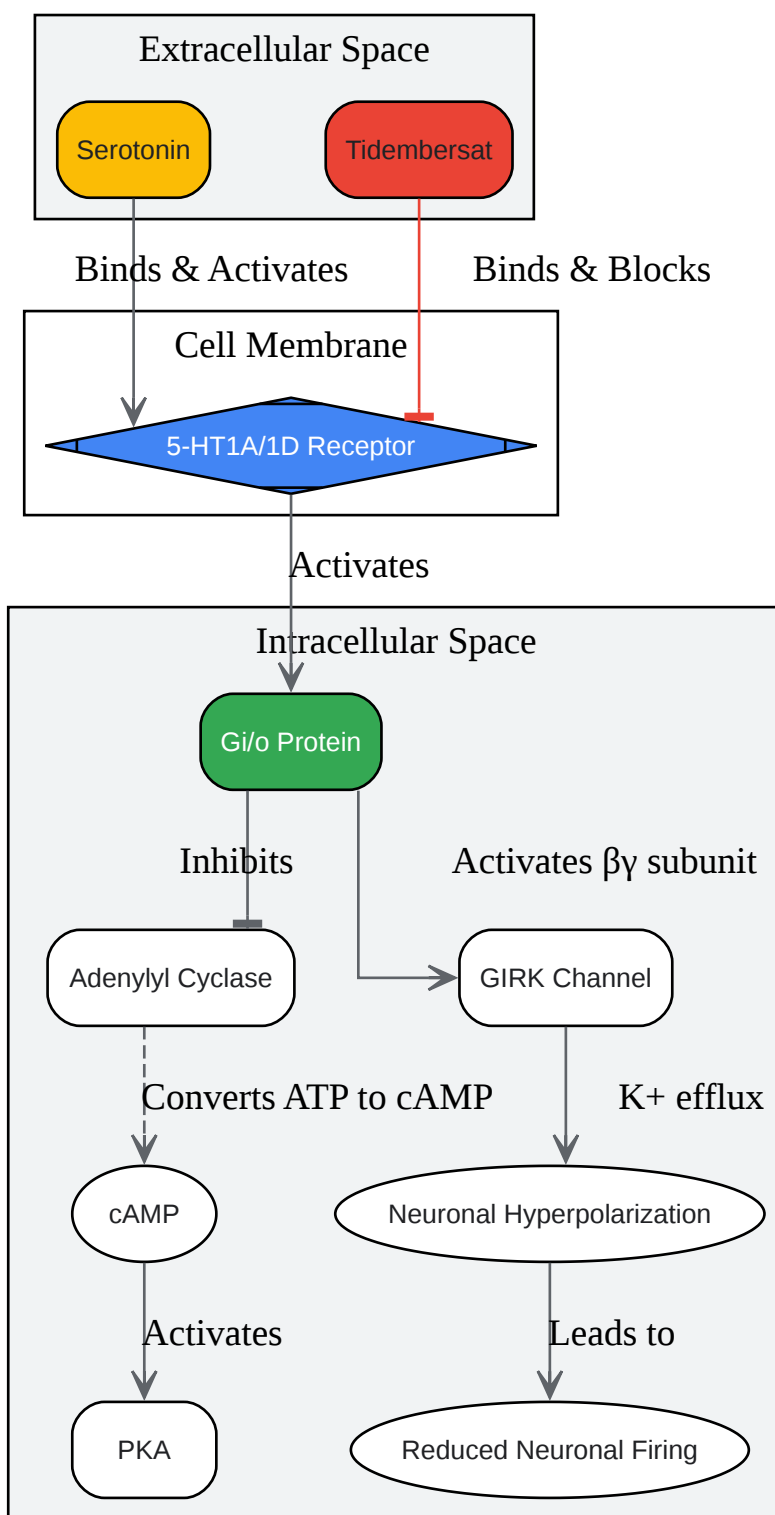 Extracellular Space
Serotonin
Tidembersat
Binds & Activates
Binds & Blocks
Cell Membrane
5-HT1A/1D Receptor
Activates
Intracellular Space
Gi/o Protein
Inhibits
Activates βγ subunit
Adenylyl Cyclase
GIRK Channel
Converts ATP to cAMP
K+ efflux
cAMP
Neuronal Hyperpolarization
Activates
Leads to
PKA
Reduced Neuronal Firing